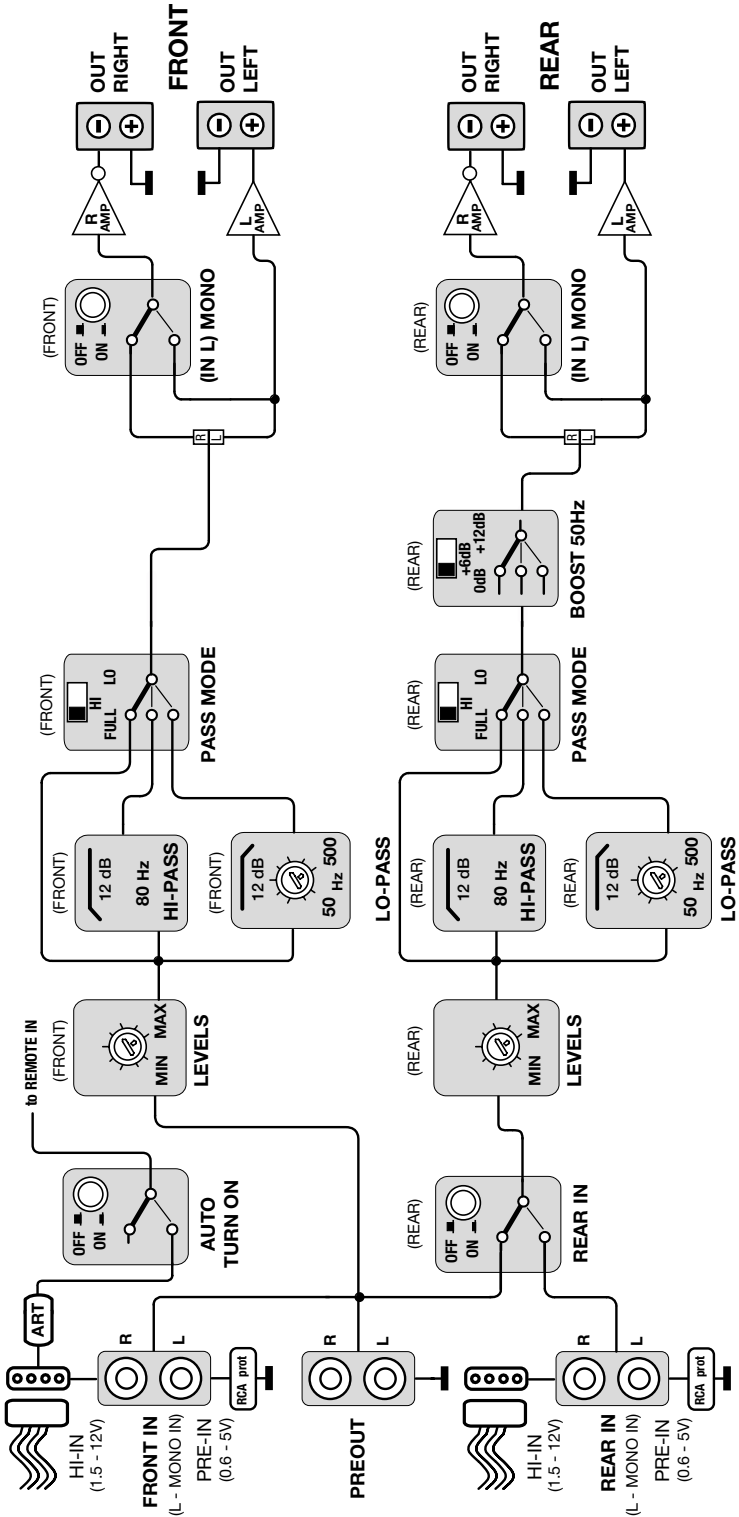 HI-IN
(1.5 - 12V)
FRONT IN
(L - MONO IN)
PRE-IN
(0.6 - 5V)
R
L
RCA prot
ART
OFF
ON
AUTO
TURN ON
to REMOTE IN
(FRONT)
MIN MAX
LEVELS
(FRONT)
12 dB
80 Hz
HI-PASS
(FRONT)
12 dB
50 Hz 500
LO-PASS
(FRONT)
HI
FULL LO
PASS MODE
R
L
(FRONT)
OFF
ON
(IN L) MONO
R
AMP
L
AMP
OUT
RIGHT
FRONT
OUT
LEFT
PREOUT
R
L
HI-IN
(1.5 - 12V)
REAR IN
(L - MONO IN)
PRE-IN
(0.6 - 5V)
R
L
RCA prot
(REAR)
OFF
ON
REAR IN
(REAR)
MIN MAX
LEVELS
(REAR)
12 dB
80 Hz
HI-PASS
(REAR)
12 dB
50 Hz 500
LO-PASS
(REAR)
HI
FULL LO
PASS MODE
(REAR)
+6dB
0dB +12dB
BOOST 50Hz
R
L
(REAR)
OFF
ON
(IN L) MONO
R
AMP
L
AMP
OUT
RIGHT
REAR
OUT
LEFT